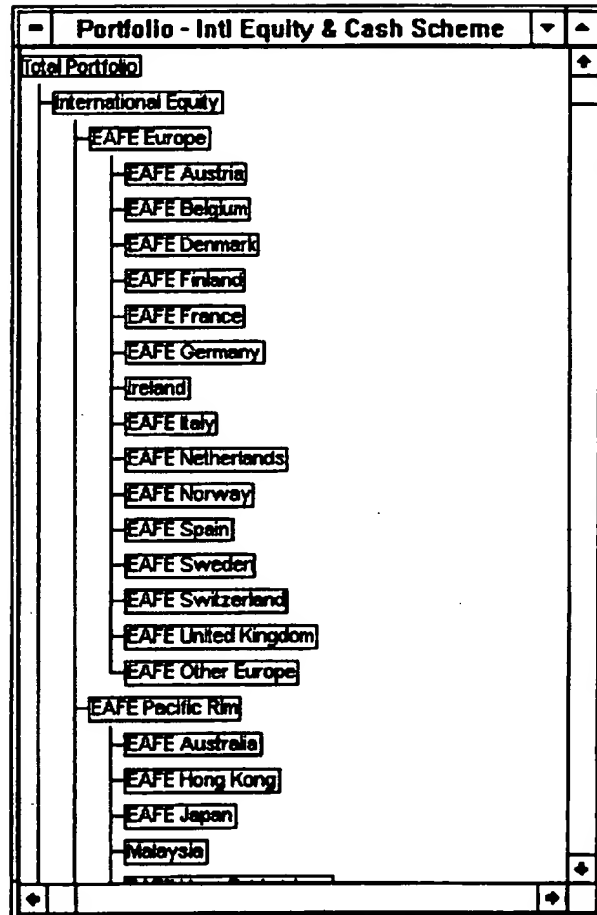 Portfolio - Intl Equity & Cash Scheme
Total Portfolio
International Equity
EAFE Europe
EAFE Austria
EAFE Belgium
EAFE Denmark
EAFE Finland
EAFE France
EAFE Germany
Ireland
EAFE Italy
EAFE Netherlands
EAFE Norway
EAFE Spain
EAFE Sweden
EAFE Switzerland
EAFE United Kingdom
EAFE Other Europe
EAFE Pacific Rim
EAFE Australia
EAFE Hong Kong
EAFE Japan
Malaysia